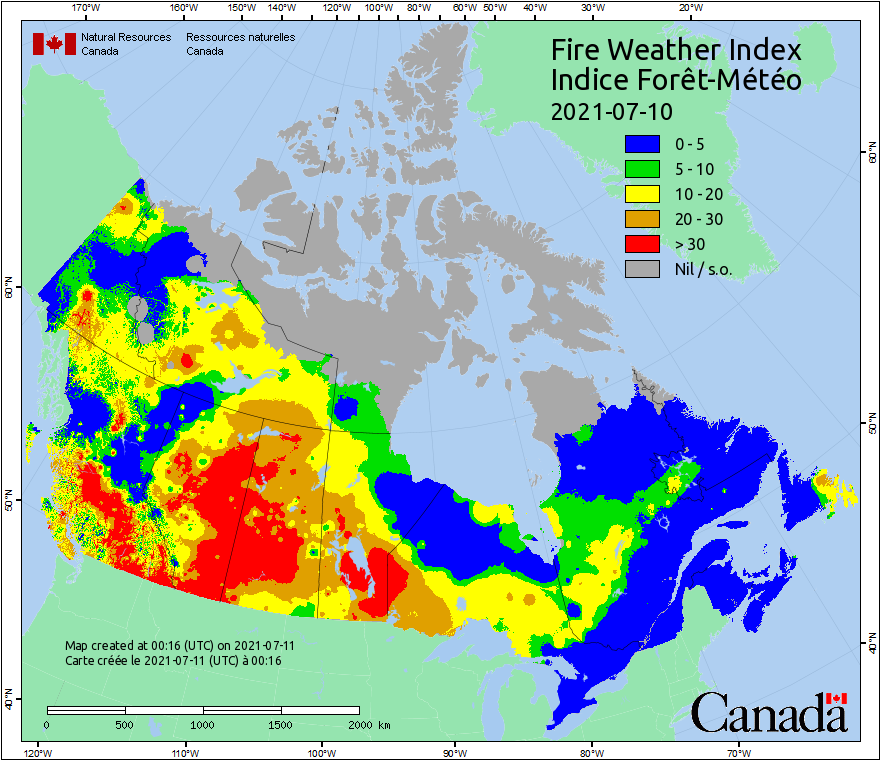 170°W 160°W 150°W 140°W 130°W 120°W 110°W 100°W 90°W 80°W 60°W 50°W 40°W 30°W 20°W
Natural Resources Canada
Ressources naturelles Canada
Fire Weather Index
Indice Forêt-Météo
2021-07-10
0 - 5
5 - 10
10 - 20
20 - 30
> 30
Nil / s.o.
60°N
60°N
50°N
50°N
40°N
40°N
Map created at 00:16 (UTC) on 2021-07-11
Carte créée le 2021-07-11 (UTC) à 00:16
0 500 1000 1500 2000 km
Canada
120°W 110°W 100°W 90°W 80°W 70°W